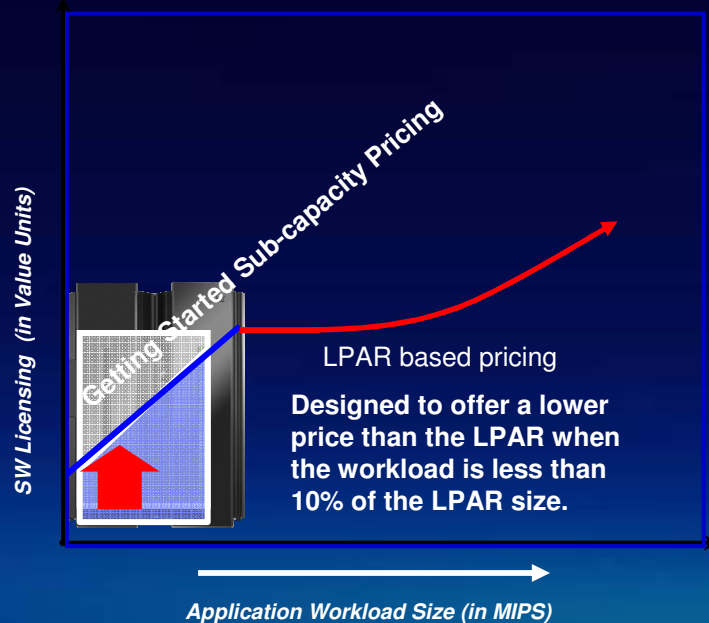 Getting Started Sub-capacity Pricing
SW Licensing (in Value Units)
LPAR based pricing
Designed to offer a lower
price than the LPAR when
the workload is less than
10% of the LPAR size.
Application Workload Size (in MIPS)